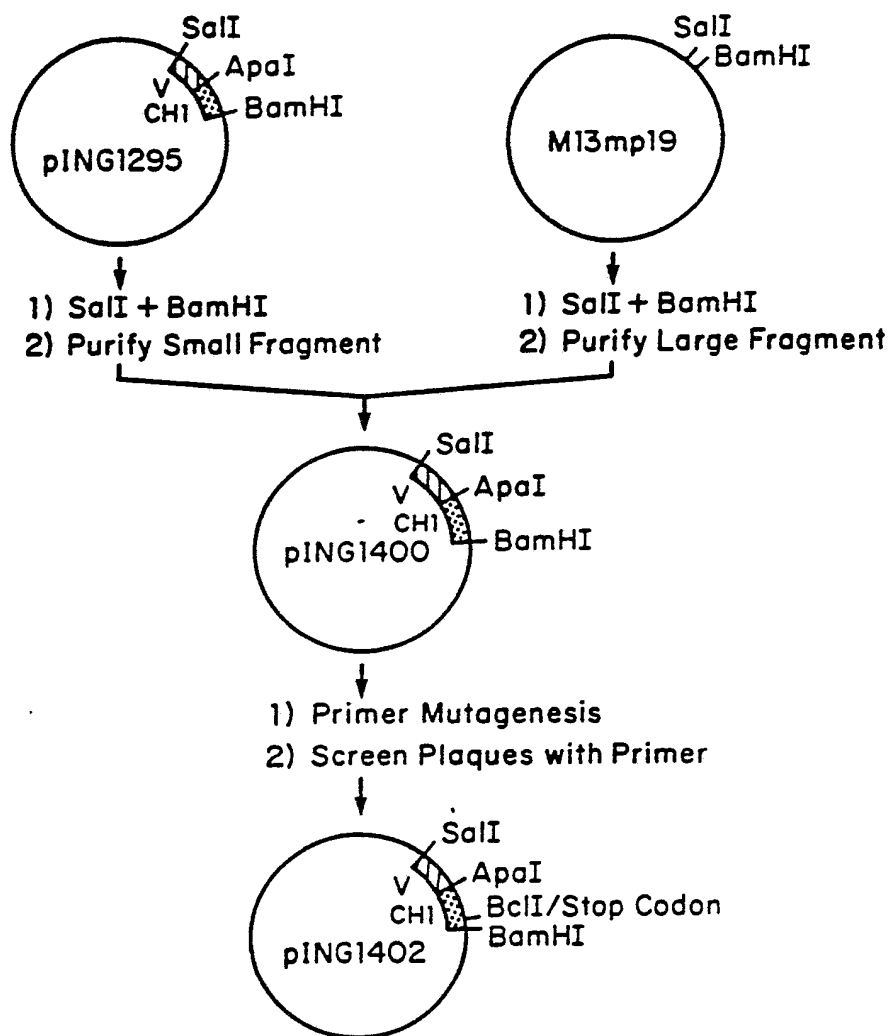 SalI
ApaI
V
CH1
BamHI
pING1295
SalI
BamHI
M13mp19
1) SalI + BamHI
2) Purify Small Fragment
1) SalI + BamHI
2) Purify Large Fragment
SalI
V
ApaI
CH1
BamHI
pING1400
1) Primer Mutagenesis
2) Screen Plaques with Primer
SalI
ApaI
V
CH1
BclI/Stop Codon
BamHI
pING1402